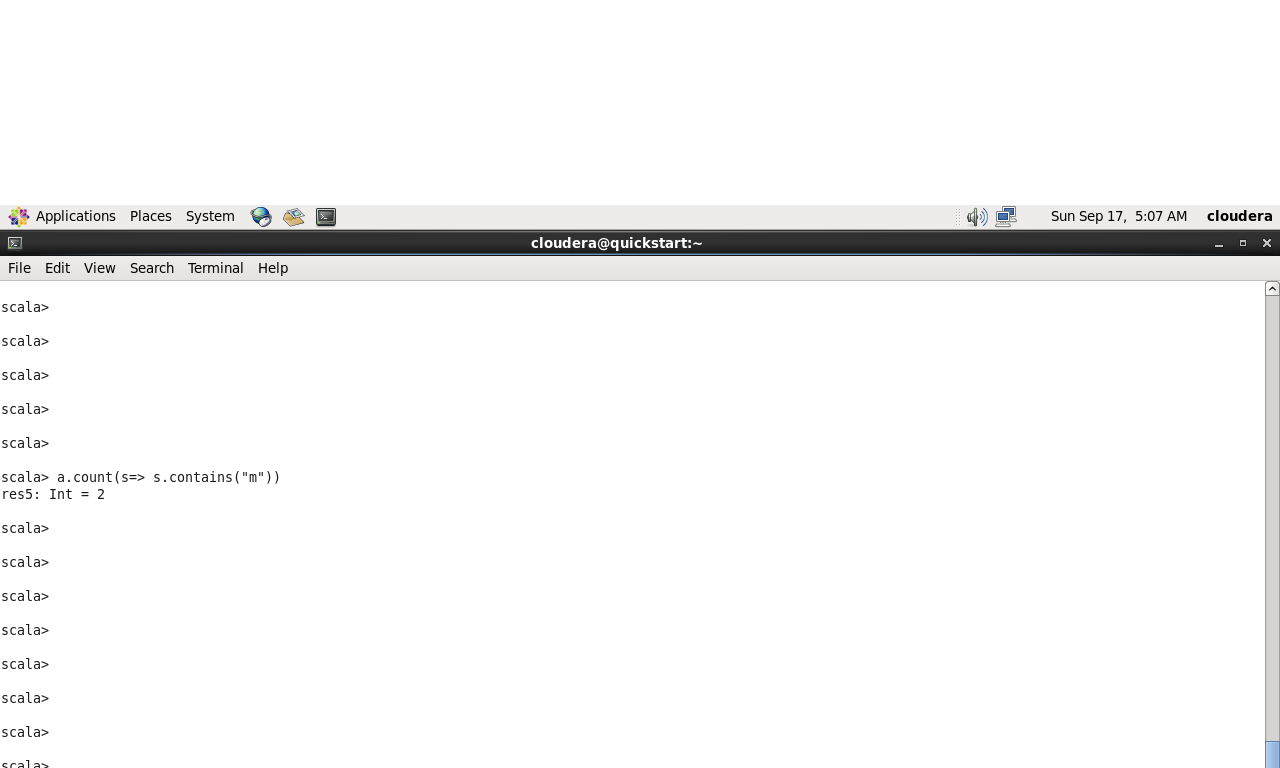 Applications Places System Sun Sep 17, 5:07 AM cloudera
cloudera@quickstart:~
File Edit View Search Terminal Help
scala>
scala>
scala>
scala>
scala>
scala> a.count(s=> s.contains("m"))
res5: Int = 2
scala>
scala>
scala>
scala>
scala>
scala>
scala>
scala>